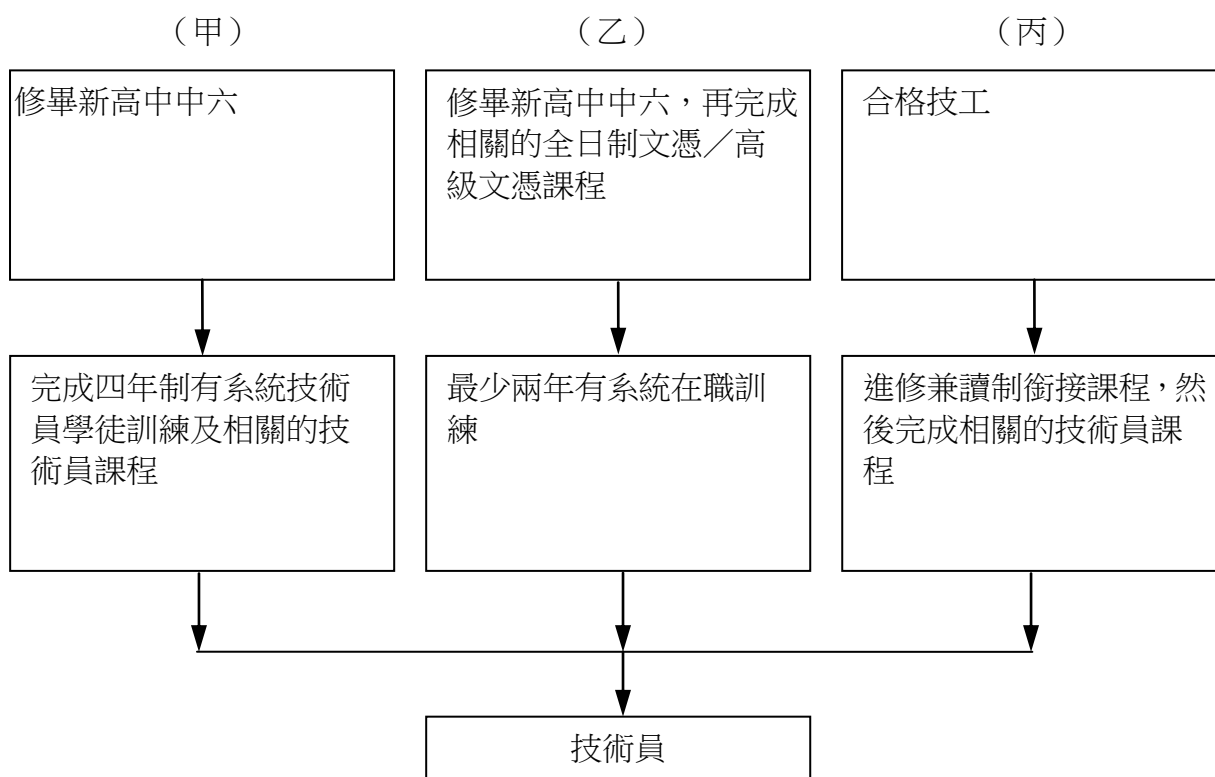 （甲）
（乙）
（丙）
修畢新高中中六
修畢新高中中六，再完成
相關的全日制文憑／高
級文憑課程
合格技工
完成四年制有系統技術
員學徒訓練及相關的技
術員課程
最少兩年有系統在職訓
練
進修兼讀制銜接課程，然
後完成相關的技術員課
程
技術員